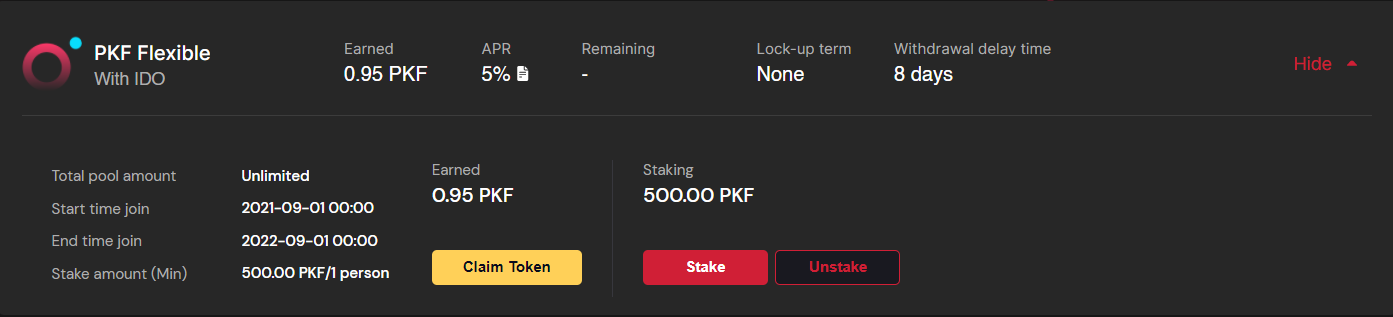 PKF Flexible
With IDO
Earned
0.95 PKF
APR
5%
Remaining
-
Lock-up term
None
Withdrawal delay time
8 days
Hide
Total pool amount Unlimited
Start time join 2021-09-01 00:00
End time join 2022-09-01 00:00
Stake amount (Min) 500.00 PKF/1 person
Earned
0.95 PKF
Claim Token
Staking
500.00 PKF
Stake
Unstake